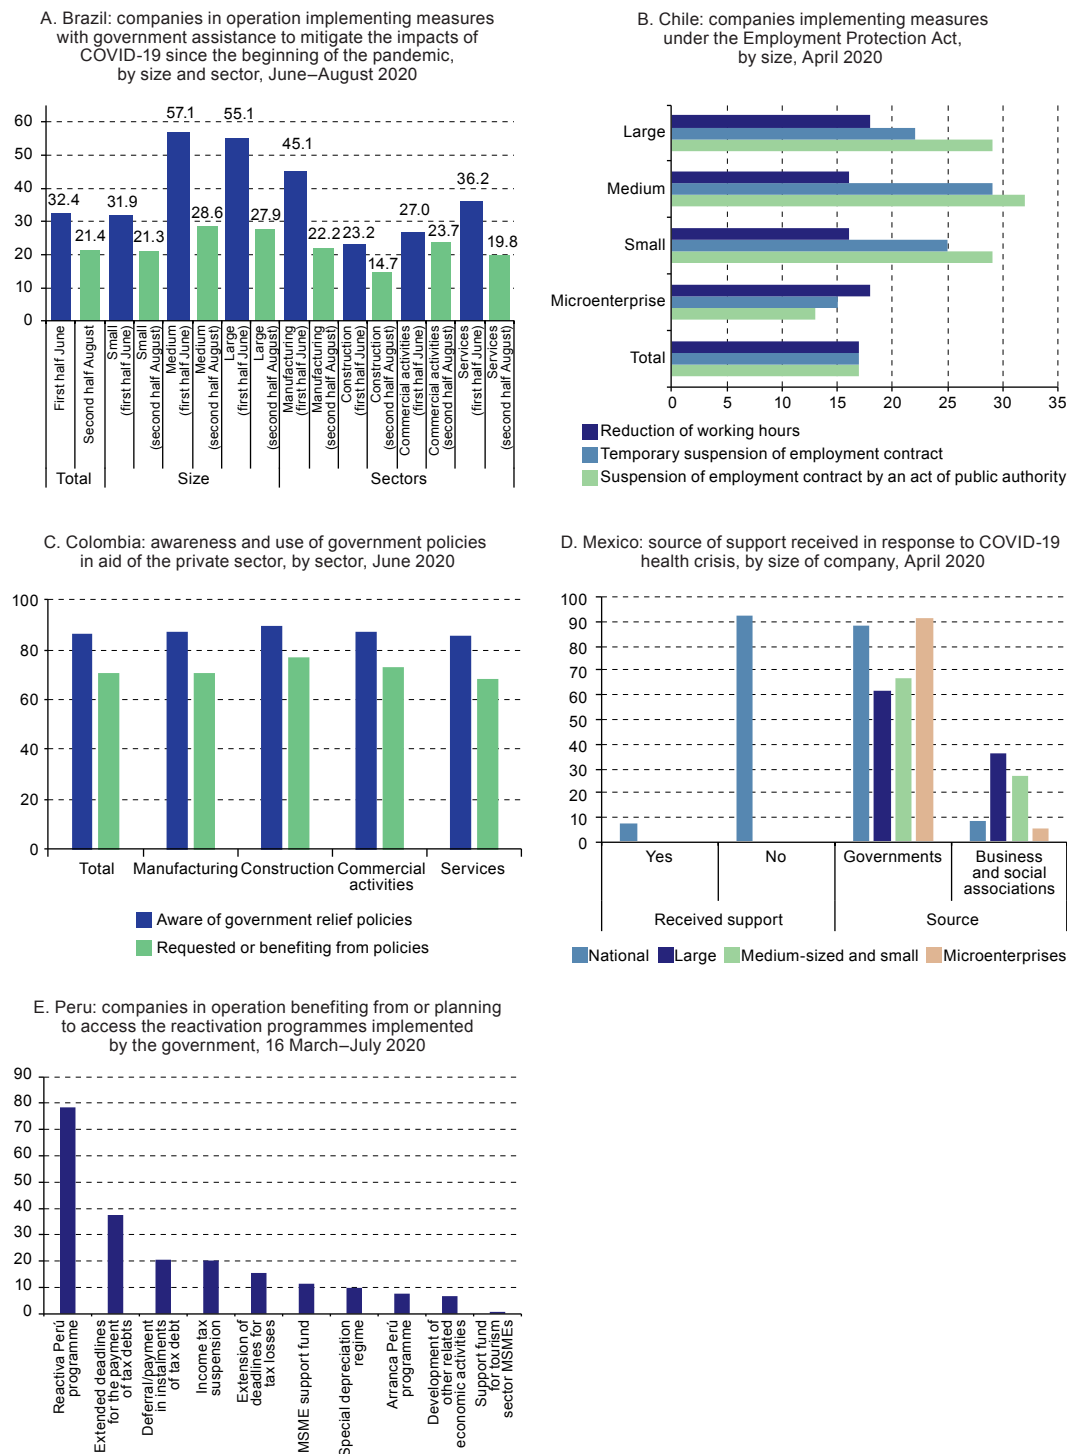 A. Brazil: companies in operation implementing measures
with government assistance to mitigate the impacts of
COVID-19 since the beginning of the pandemic,
by size and sector, June–August 2020
60
50
40
30
20
10
0
32.4
21.4
31.9
21.3
57.1
28.6
55.1
27.9
45.1
22.2
23.2
14.7
27.0
23.7
36.2
19.8
First half June
Second half August
Small
(first half June)
Small
(second half August)
Medium
(first half June)
Medium
(second half August)
Large
(first half June)
Large
(second half August)
Manufacturing
(first half June)
Manufacturing
(second half August)
Construction
(first half June)
Construction
(second half August)
Commercial activities
(first half June)
Commercial activities
(second half August)
Services
(first half June)
Services
(second half August)
Total
Size
Sectors
B. Chile: companies implementing measures
under the Employment Protection Act,
by size, April 2020
Large
Medium
Small
Microenterprise
Total
0 5 10 15 20 25 30 35
Reduction of working hours
Temporary suspension of employment contract
Suspension of employment contract by an act of public authority
C. Colombia: awareness and use of government policies
in aid of the private sector, by sector, June 2020
100
80
60
40
20
0
Total
Manufacturing
Construction
Commercial
activities
Services
Aware of government relief policies
Requested or benefiting from policies
D. Mexico: source of support received in response to COVID-19
health crisis, by size of company, April 2020
100
90
80
70
60
50
40
30
20
10
0
Yes
No
Governments
Business
and social
associations
Received support
Source
National
Large
Medium-sized and small
Microenterprises
E. Peru: companies in operation benefiting from or planning
to access the reactivation programmes implemented
by the government, 16 March–July 2020
90
80
70
60
50
40
30
20
10
0
Reactiva Perú
programme
Extended deadlines
for the payment
of tax debts
Deferral/payment
in instalments
of tax debt
Income tax
suspension
Extension of
deadlines for
tax losses
MSME support fund
Special depreciation
regime
Arranca Perú
programme
Development of
other related
economic activities
Support fund
for tourism
sector MSMEs